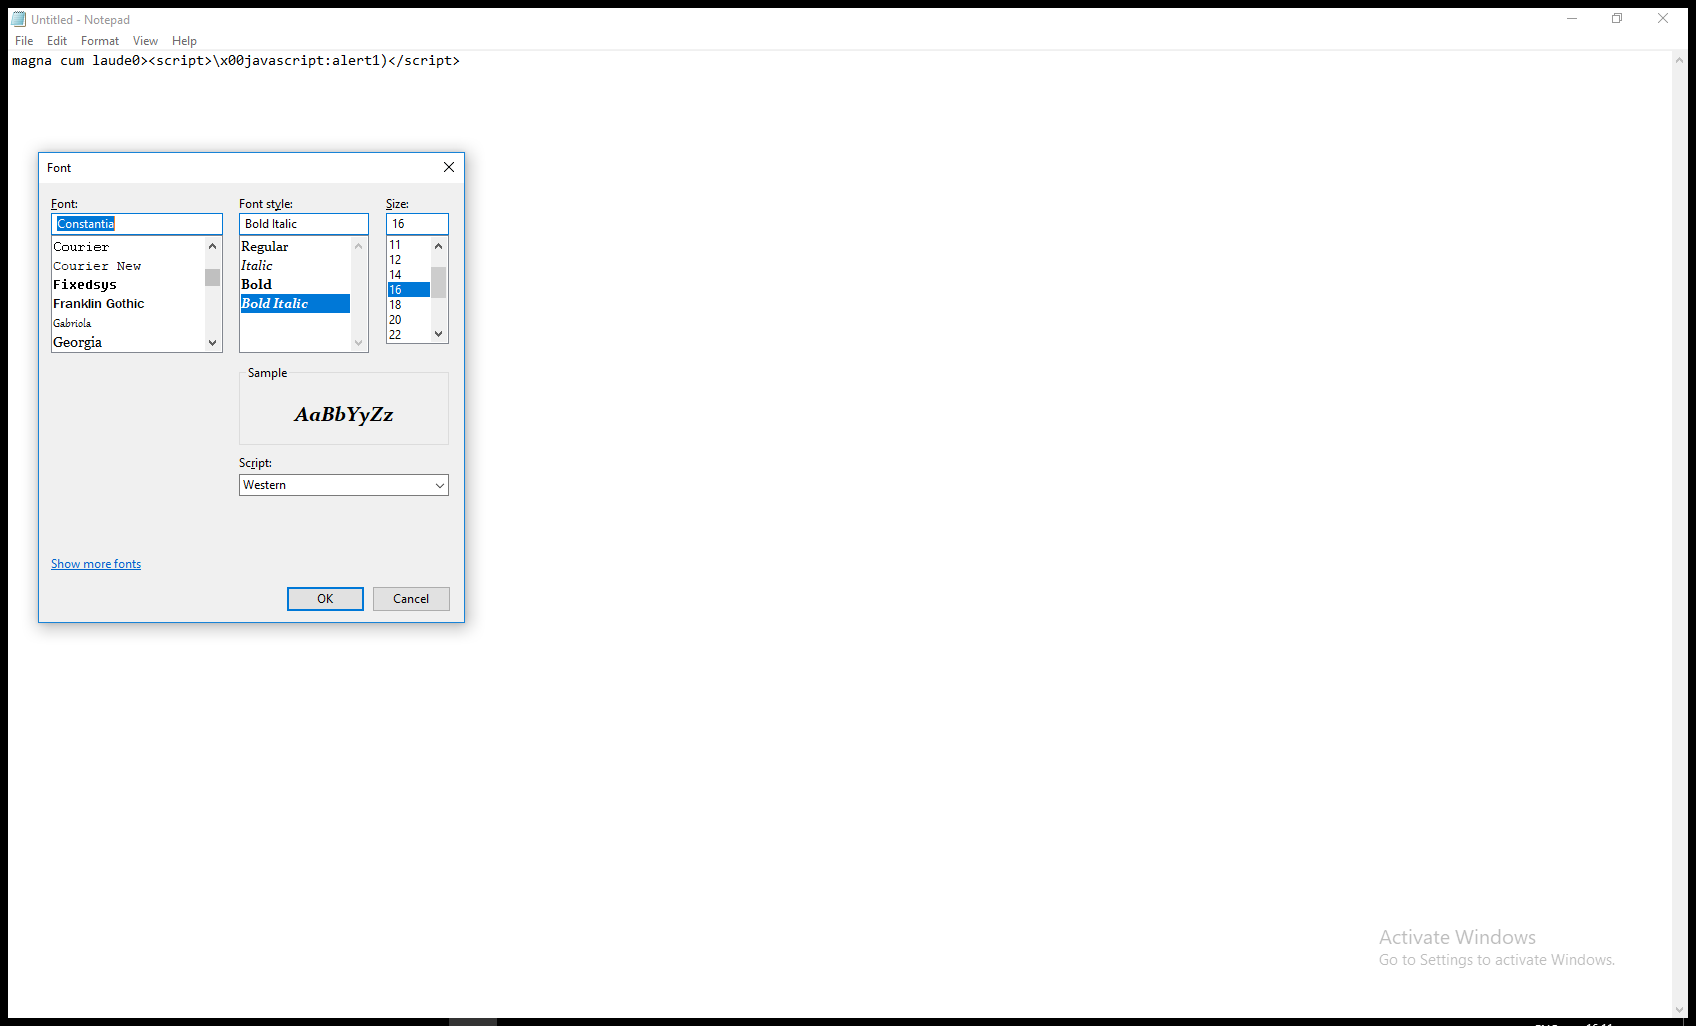 Untitled - Notepad
File Edit Format View Help
magna cum laude0><script>\x00javascript:alert1)</script>
Font
Font: Font style: Size:
Constantia Bold Italic 16
Courier
Courier New
Fixedsys
Franklin Gothic
Gabriola
Georgia
Regular
Italic
Bold
Bold Italic
11
12
14
16
18
20
22
Sample
AaBbYyZz
Script:
Western
Show more fonts
OK Cancel
Activate Windows
Go to Settings to activate Windows.